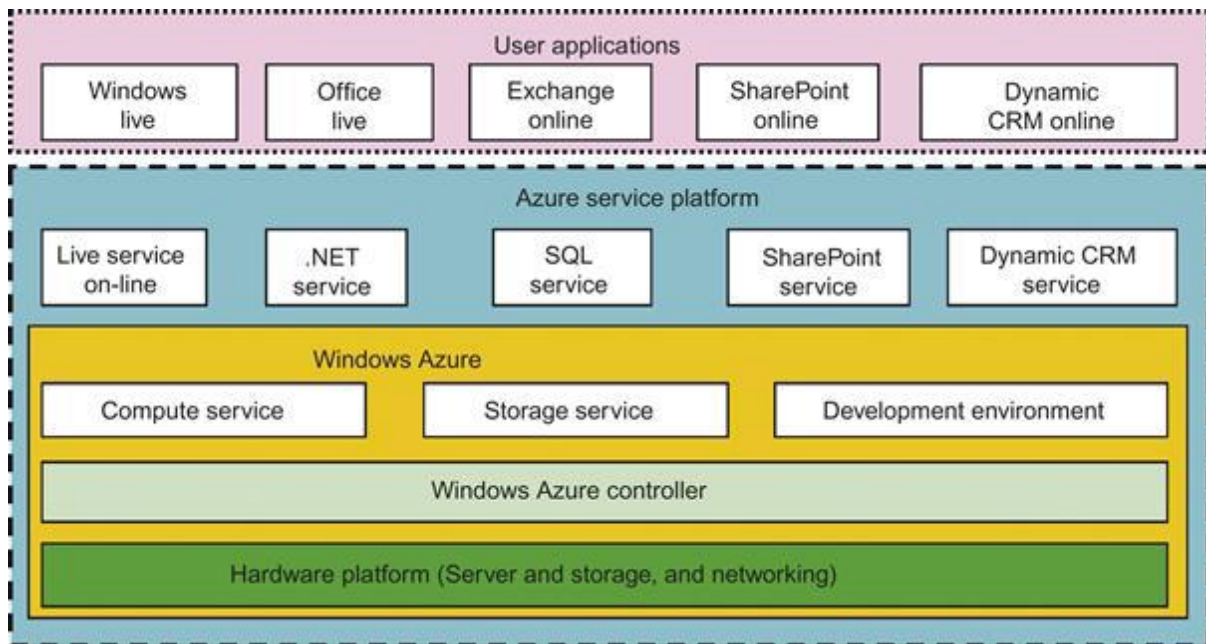 User applications
Windows
live
Office
live
Exchange
online
SharePoint
online
Dynamic
CRM online
Azure service platform
Live service
on-line
.NET
service
SQL
service
SharePoint
service
Dynamic CRM
service
Windows Azure
Compute service
Storage service
Development environment
Windows Azure controller
Hardware platform (Server and storage, and networking)